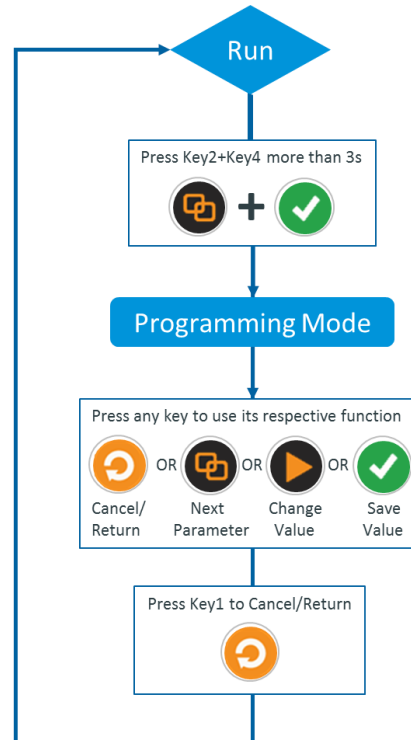 Run
Press Key2+Key4 more than 3s
+
Programming Mode
Press any key to use its respective function
OR OR OR
Cancel/ Next Change Save
Return Parameter Value Value
Press Key1 to Cancel/Return